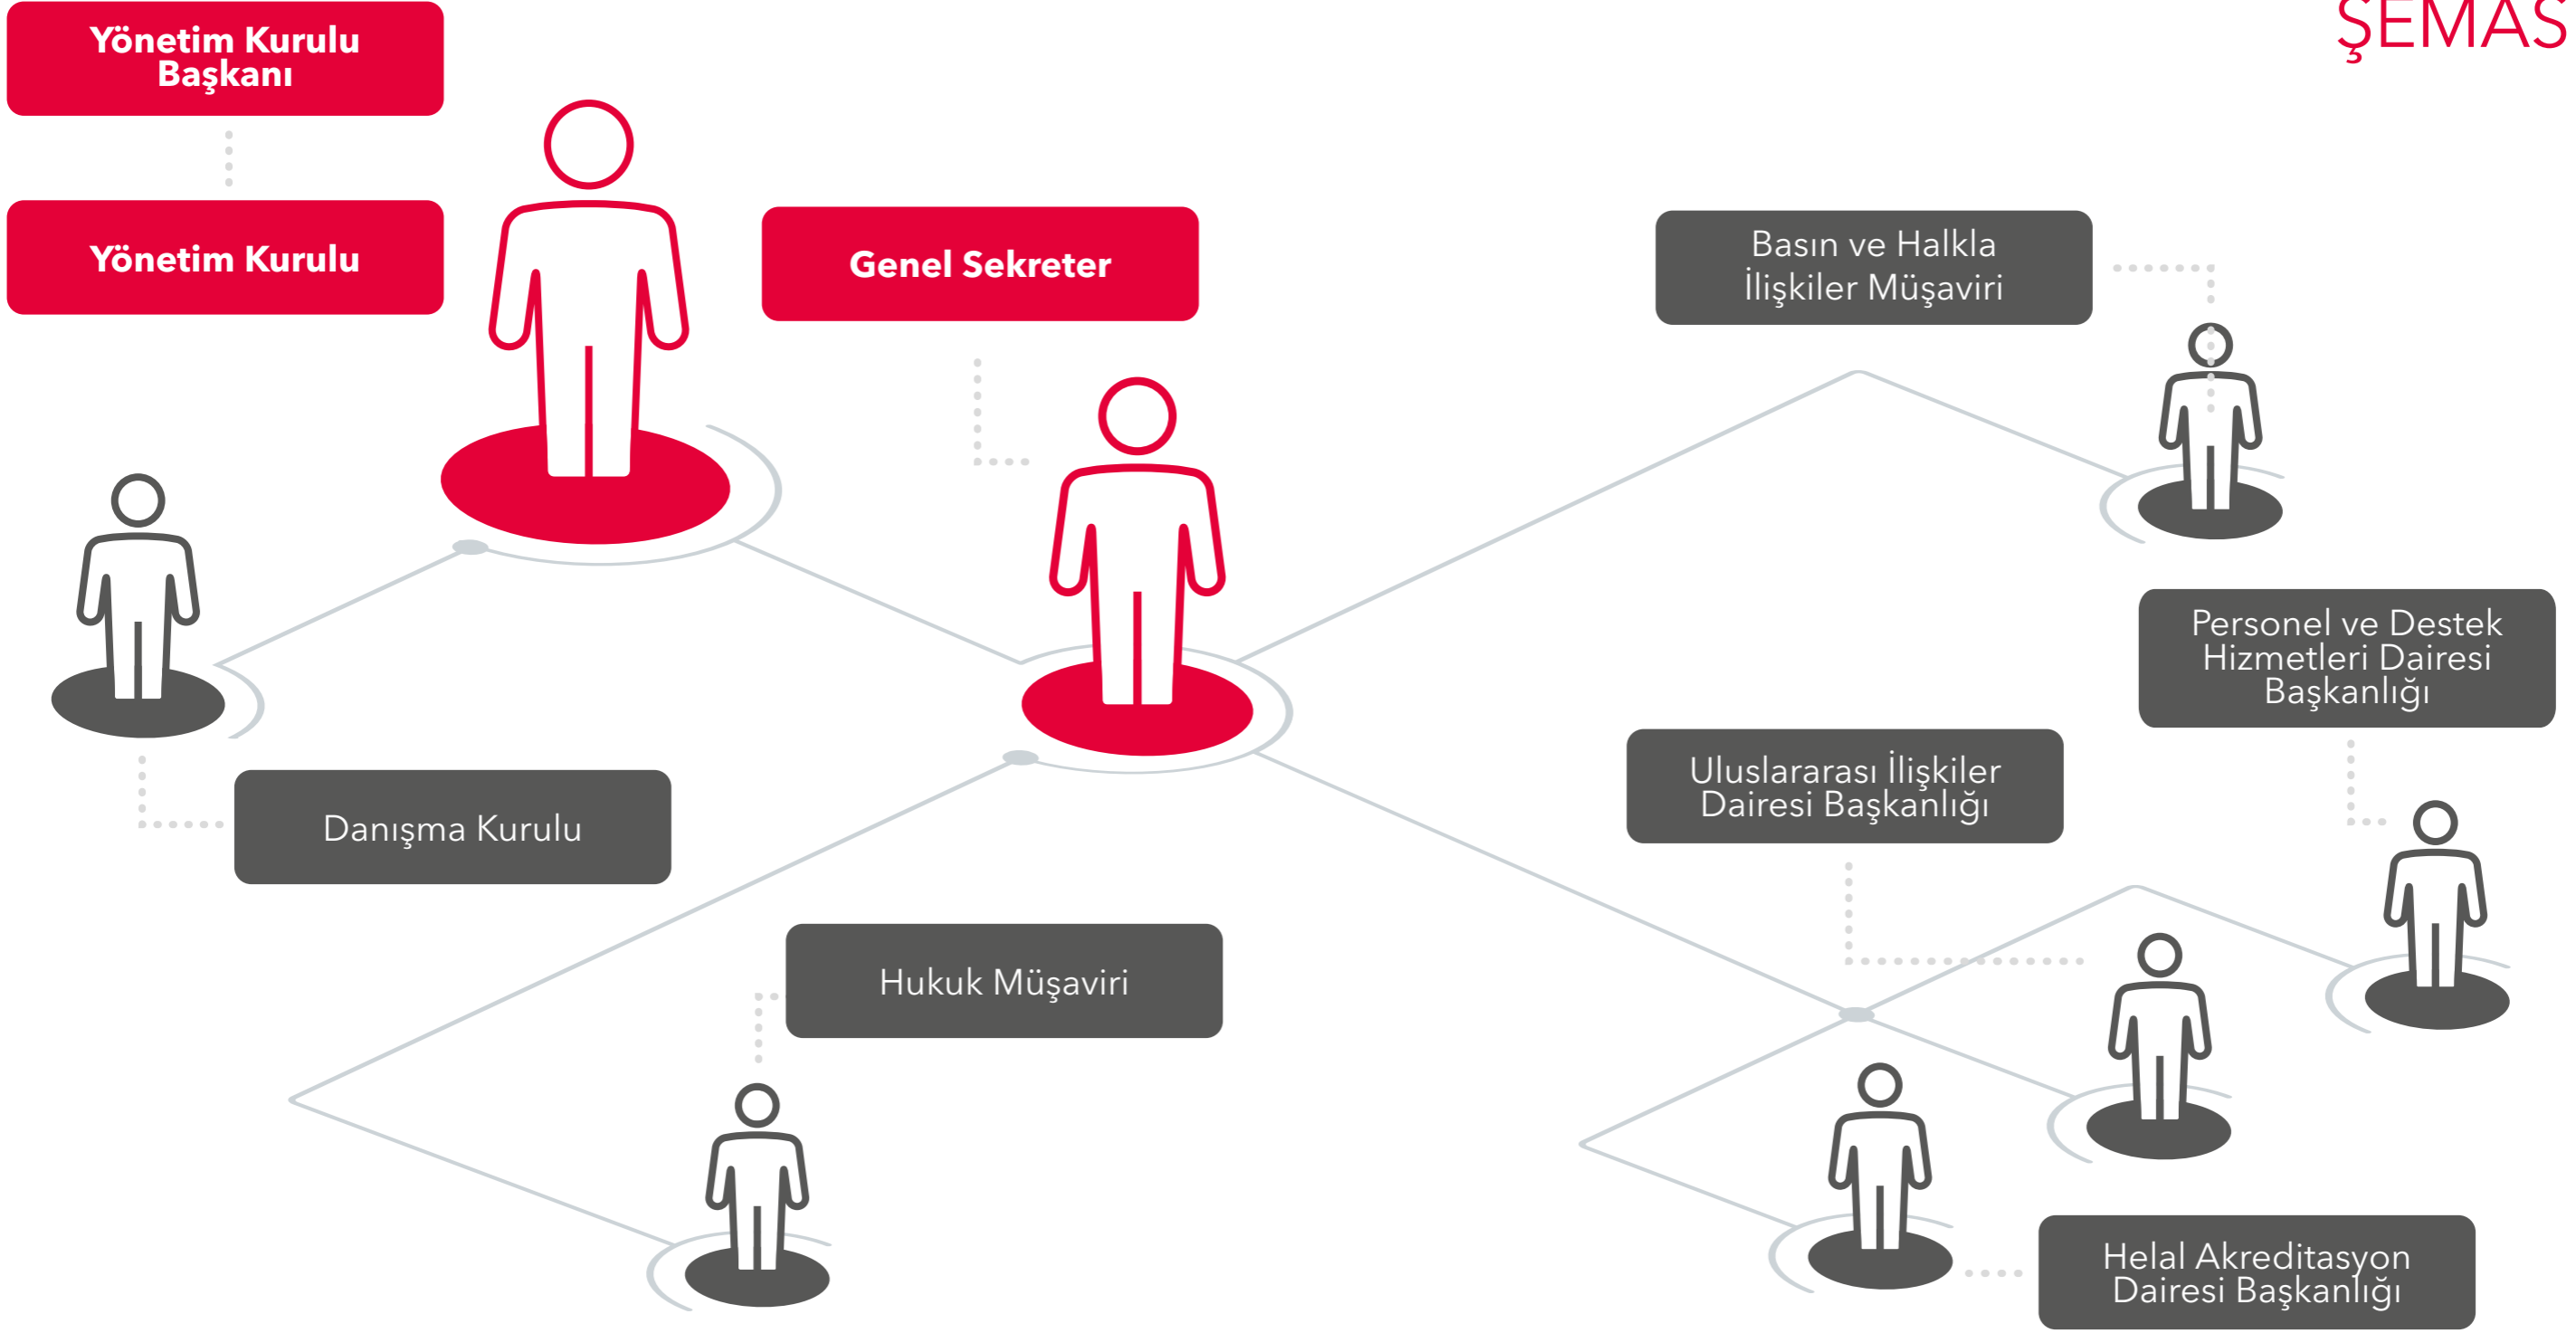 ŞEMAS
Yönetim Kurulu
Başkanı
Yönetim Kurulu
Genel Sekreter
Basın ve Halkla
İlişkiler Müşaviri
Personel ve Destek
Hizmetleri Dairesi
Başkanlığı
Uluslararası İlişkiler
Dairesi Başkanlığı
Danışma Kurulu
Hukuk Müşaviri
Helal Akreditasyon
Dairesi Başkanlığı